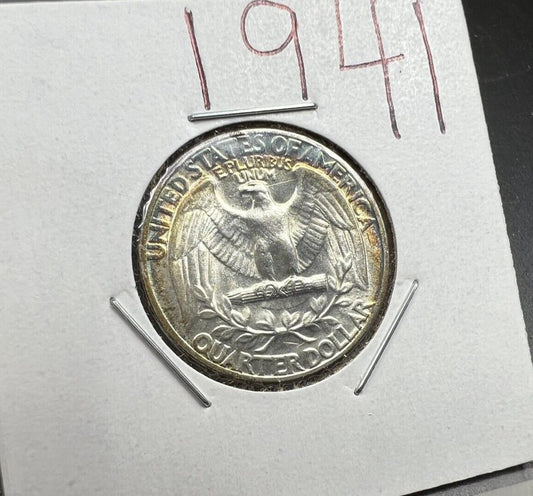 1941
UNITED STATES OF AMERICA
E PLURIBUS
UNUM
QUARTER DOLLAR